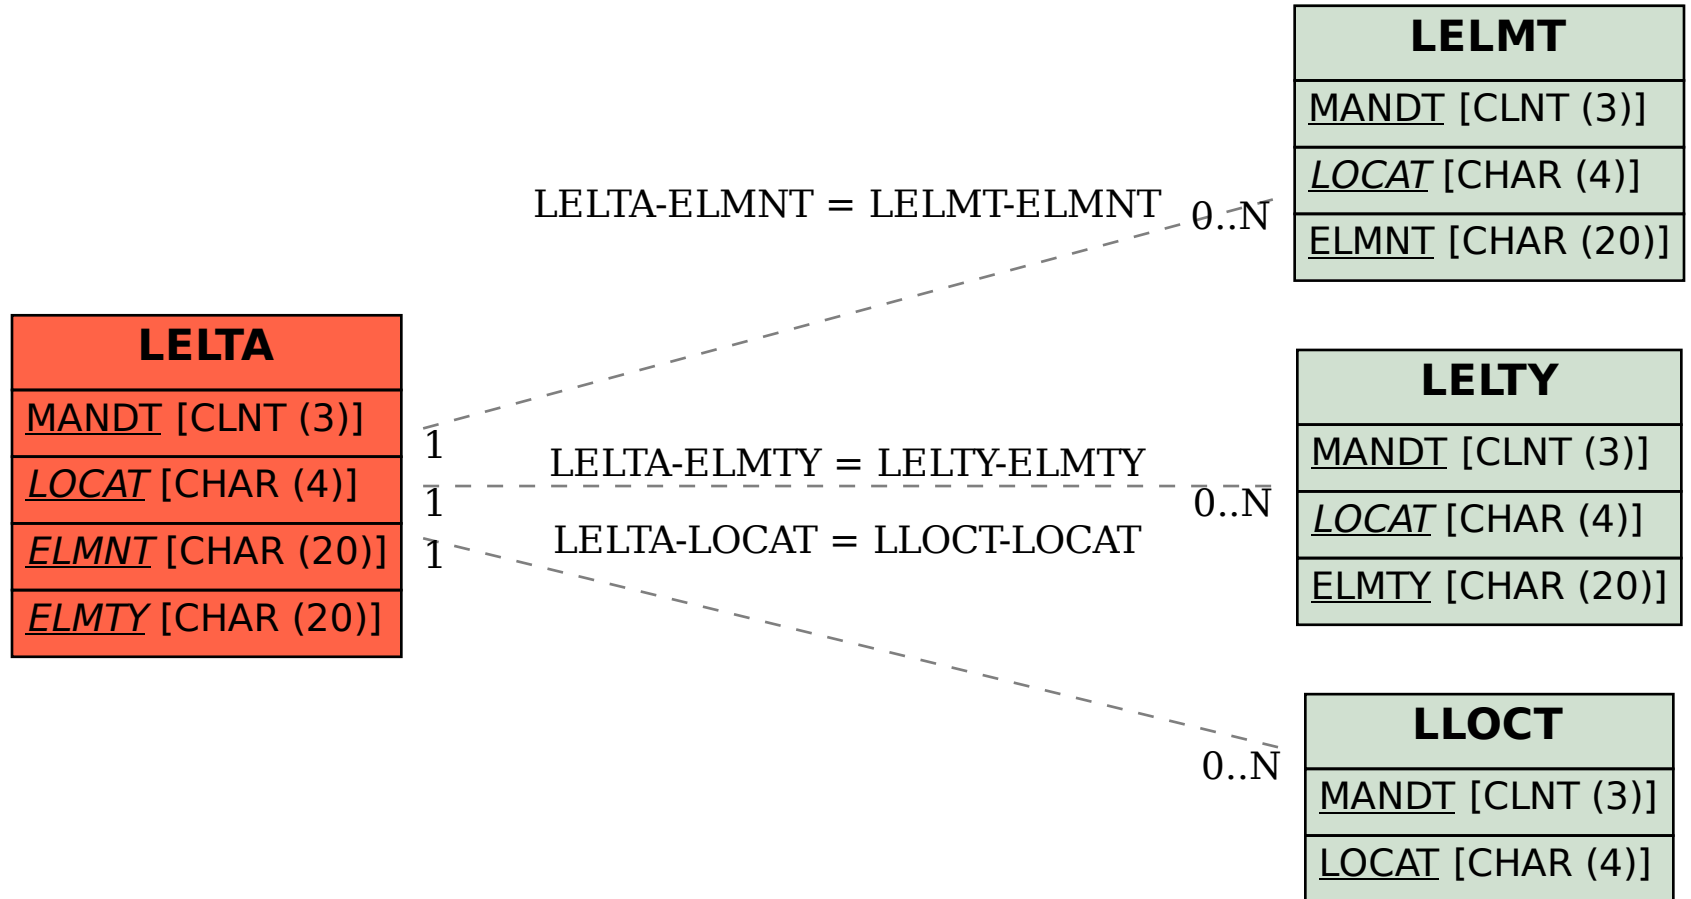 LELMT
MANDT [CLNT (3)]
LOCAT [CHAR (4)]
ELMNT [CHAR (20)]
LELTA-ELMNT = LELMT-ELMNT
0..N
1
LELTA
MANDT [CLNT (3)]
LOCAT [CHAR (4)]
ELMNT [CHAR (20)]
ELMTY [CHAR (20)]
LELTY
MANDT [CLNT (3)]
LOCAT [CHAR (4)]
ELMTY [CHAR (20)]
LELTA-ELMTY = LELTY-ELMTY
0..N
1
LELTA-LOCAT = LLOCT-LOCAT
1
0..N
LLOCT
MANDT [CLNT (3)]
LOCAT [CHAR (4)]